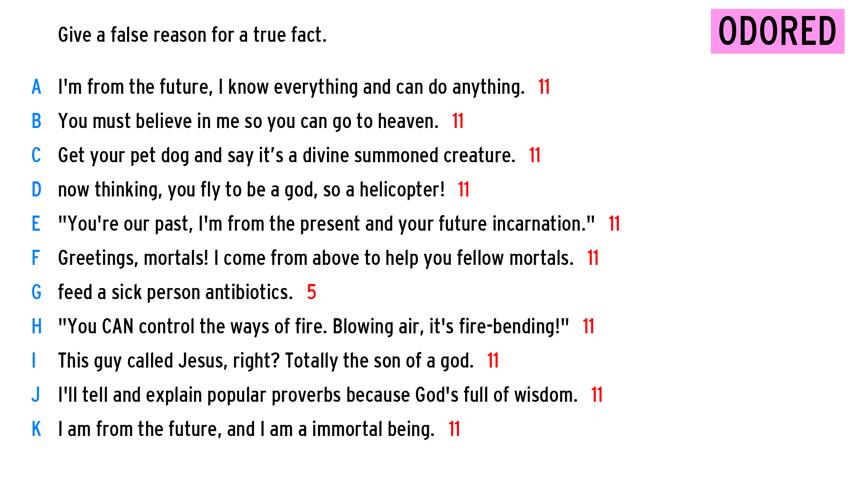 Give a false reason for a true fact.
ODORED
A I'm from the future, I know everything and can do anything. 11
B You must believe in me so you can go to heaven. 11
C Get your pet dog and say it’s a divine summoned creature. 11
D now thinking, you fly to be a god, so a helicopter! 11
E "You're our past, I'm from the present and your future incarnation." 11
F Greetings, mortals! I come from above to help you fellow mortals. 11
G feed a sick person antibiotics. 5
H "You CAN control the ways of fire. Blowing air, it's fire-bending!" 11
I This guy called Jesus, right? Totally the son of a god. 11
J I'll tell and explain popular proverbs because God's full of wisdom. 11
K I am from the future, and I am a immortal being. 11